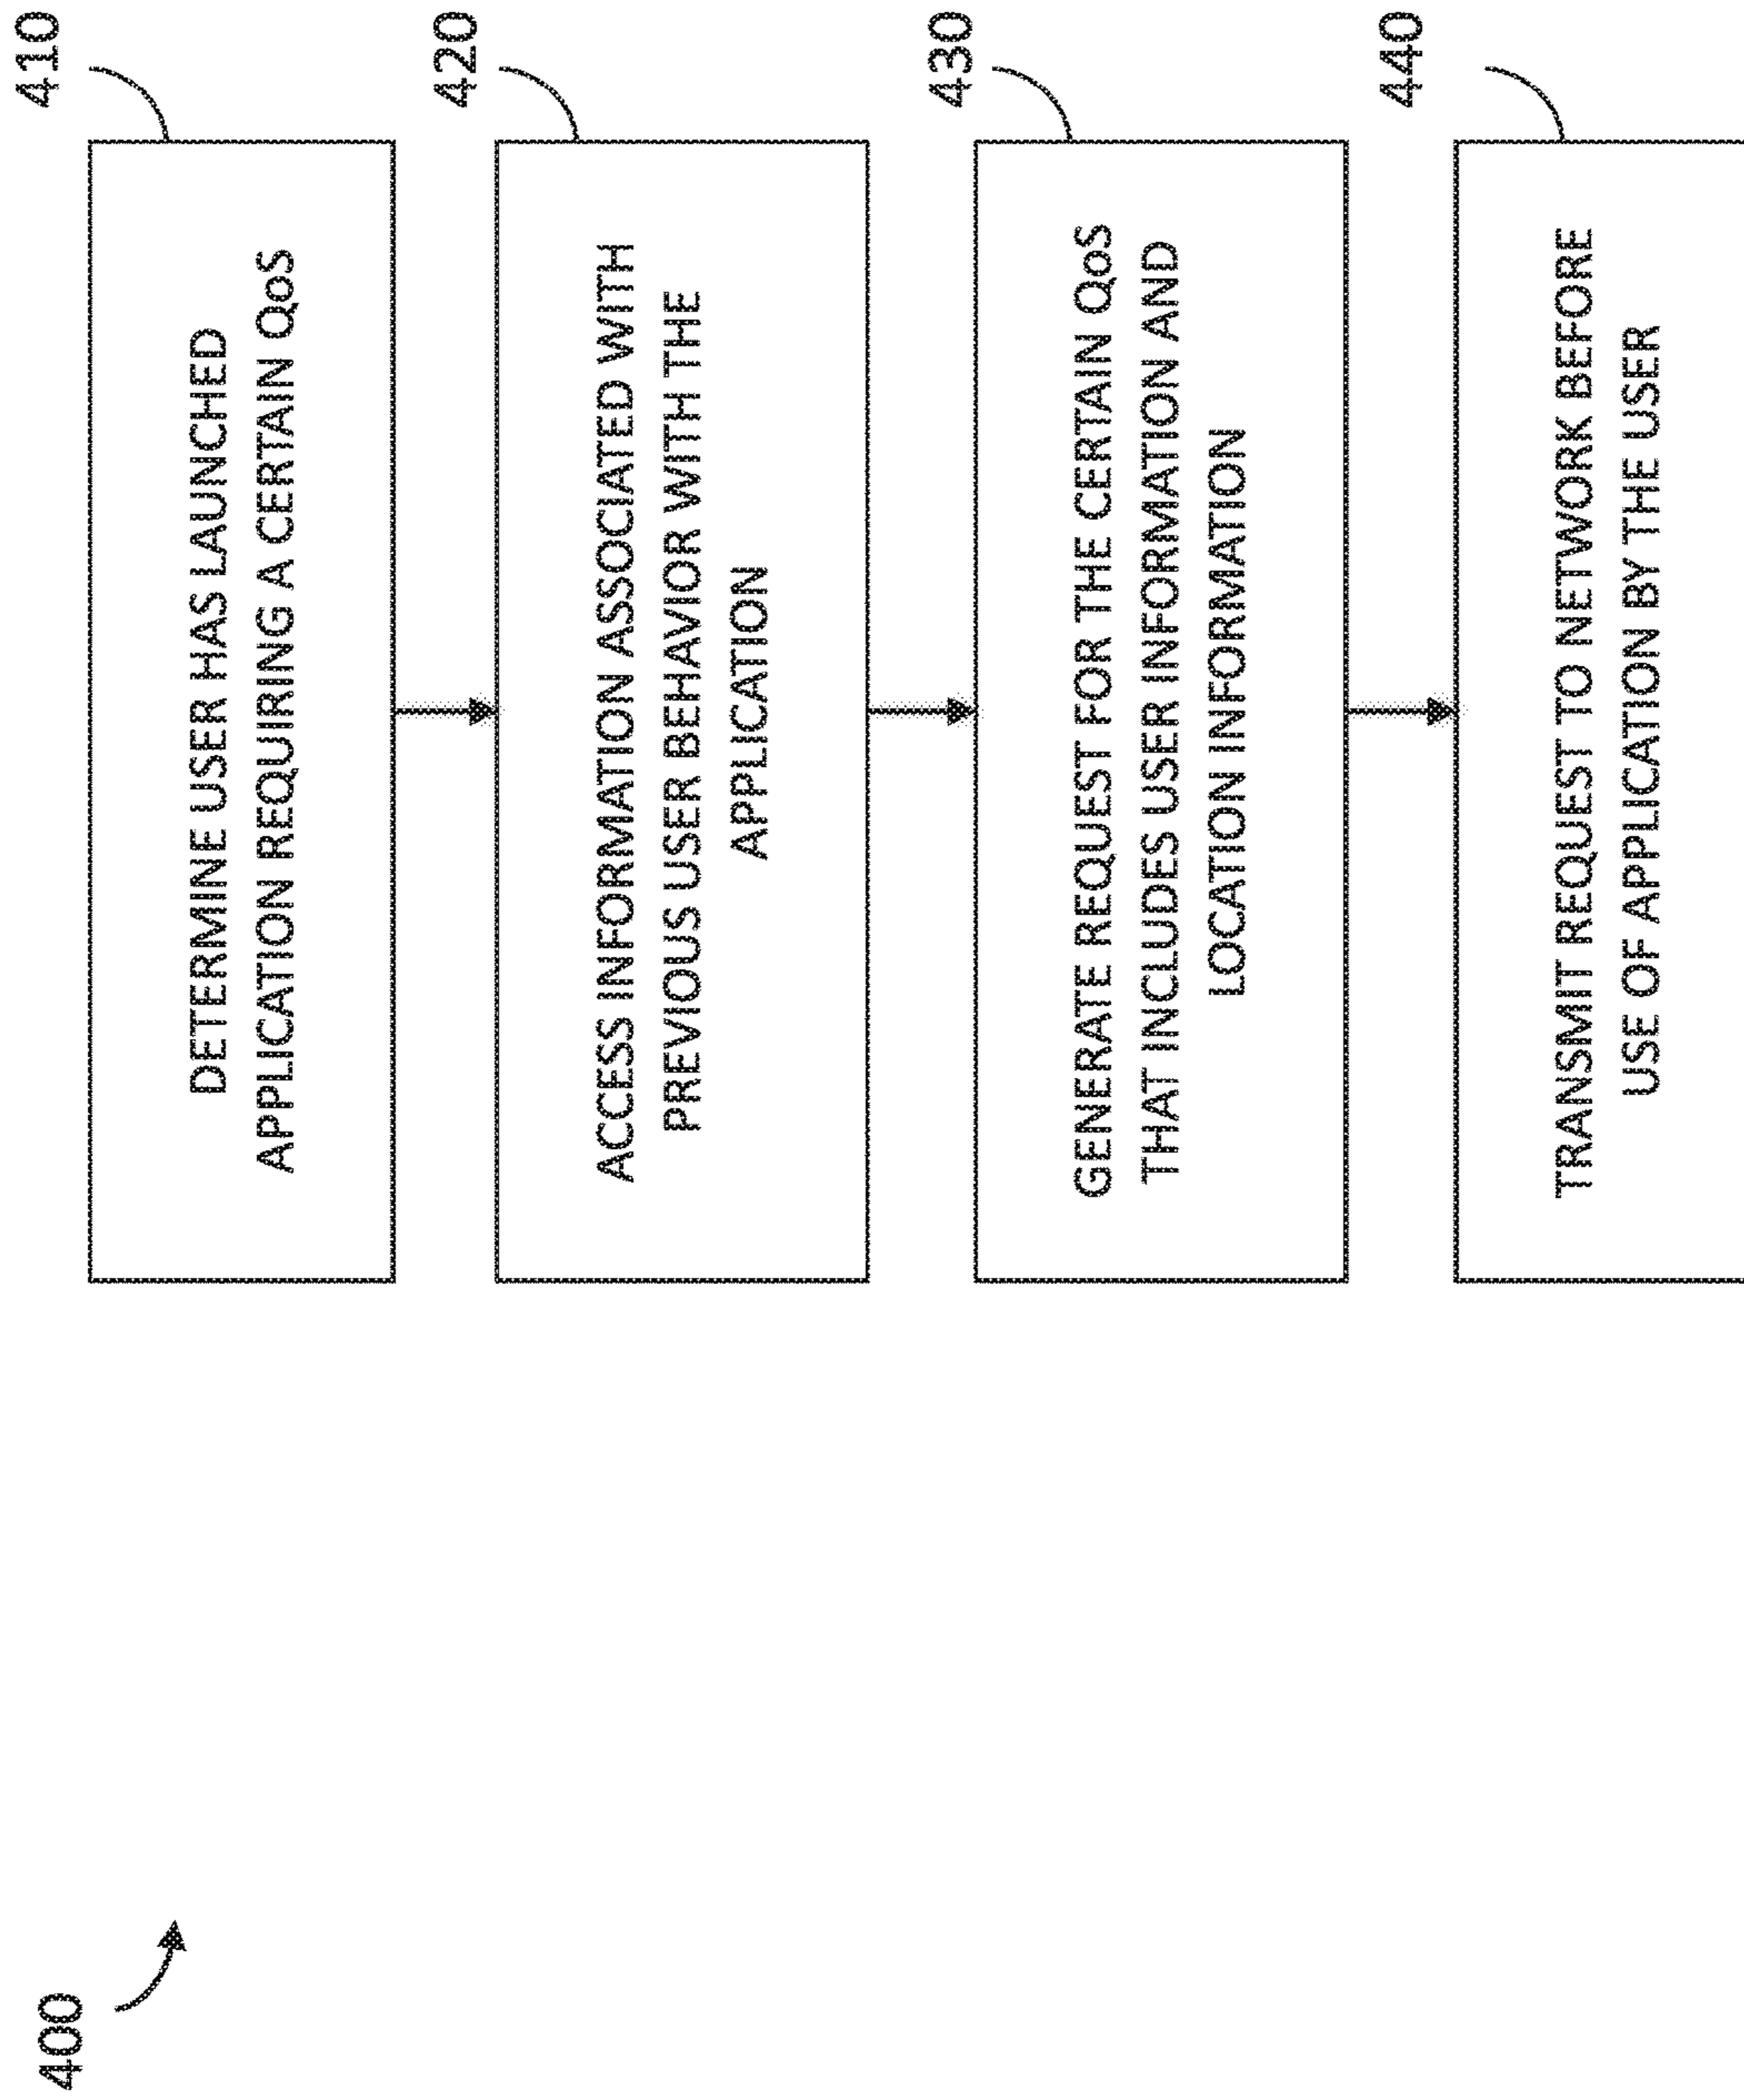 400
410
DETERMINE USER HAS LAUNCHED
APPLICATION REQUIRING A CERTAIN QoS
420
ACCESS INFORMATION ASSOCIATED WITH
PREVIOUS USER BEHAVIOR WITH THE
APPLICATION
430
GENERATE REQUEST FOR THE CERTAIN QoS
THAT INCLUDES USER INFORMATION AND
LOCATION INFORMATION
440
TRANSMIT REQUEST TO NETWORK BEFORE
USE OF APPLICATION BY THE USER